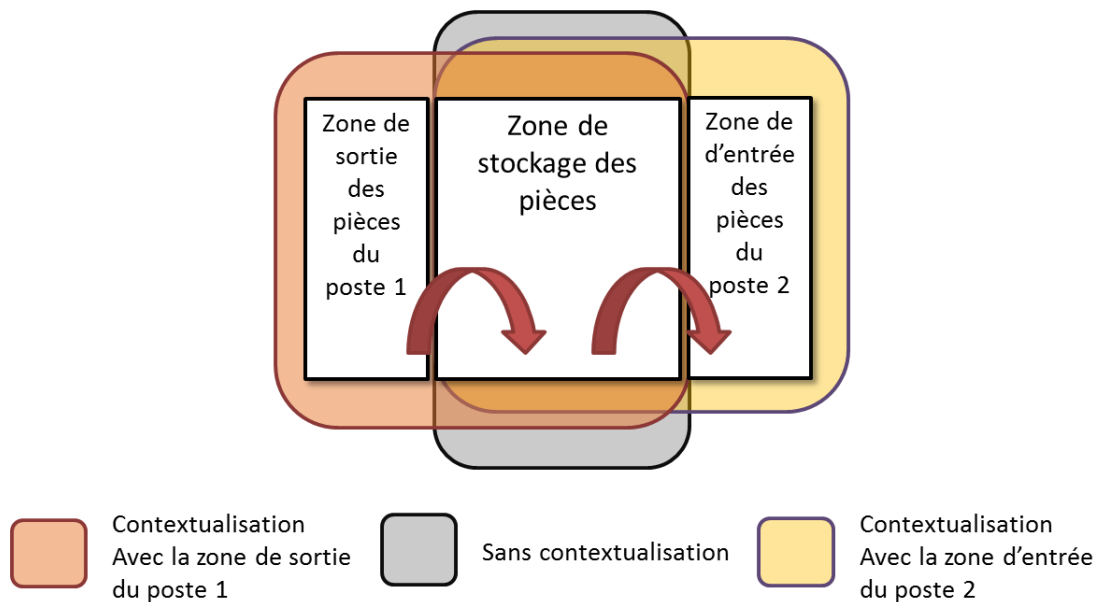 Zone de
sortie
des
pièces
du
poste 1
Zone de
stockage des
pièces
Zone de
d'entrée
des
pièces
du
poste 2
Contextualisation
Avec la zone de sortie
du poste 1
Sans contextualisation
Contextualisation
Avec la zone d'entrée
du poste 2